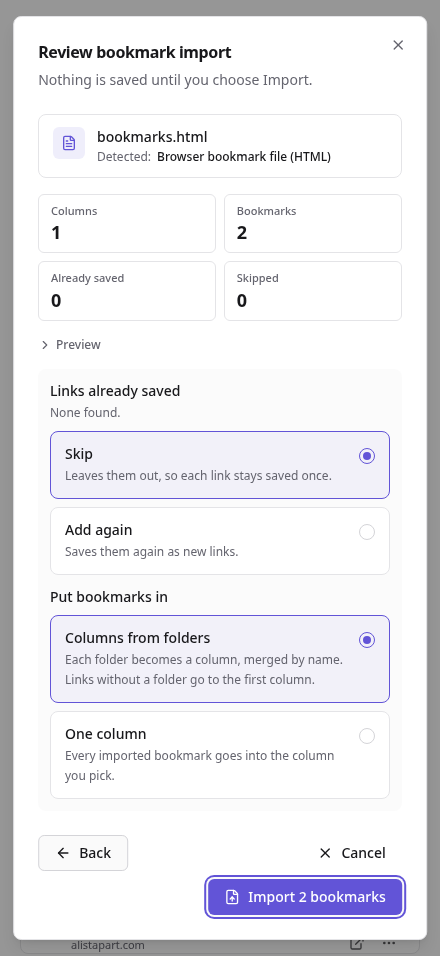 Review bookmark import
Nothing is saved until you choose Import.
bookmarks.html
Detected: Browser bookmark file (HTML)
Columns
1
Bookmarks
2
Already saved
0
Skipped
0
Preview
Links already saved
None found.
Skip
Leaves them out, so each link stays saved once.
Add again
Saves them again as new links.
Put bookmarks in
Columns from folders
Each folder becomes a column, merged by name.
Links without a folder go to the first column.
One column
Every imported bookmark goes into the column
you pick.
Back
Cancel
Import 2 bookmarks
alistapart.com